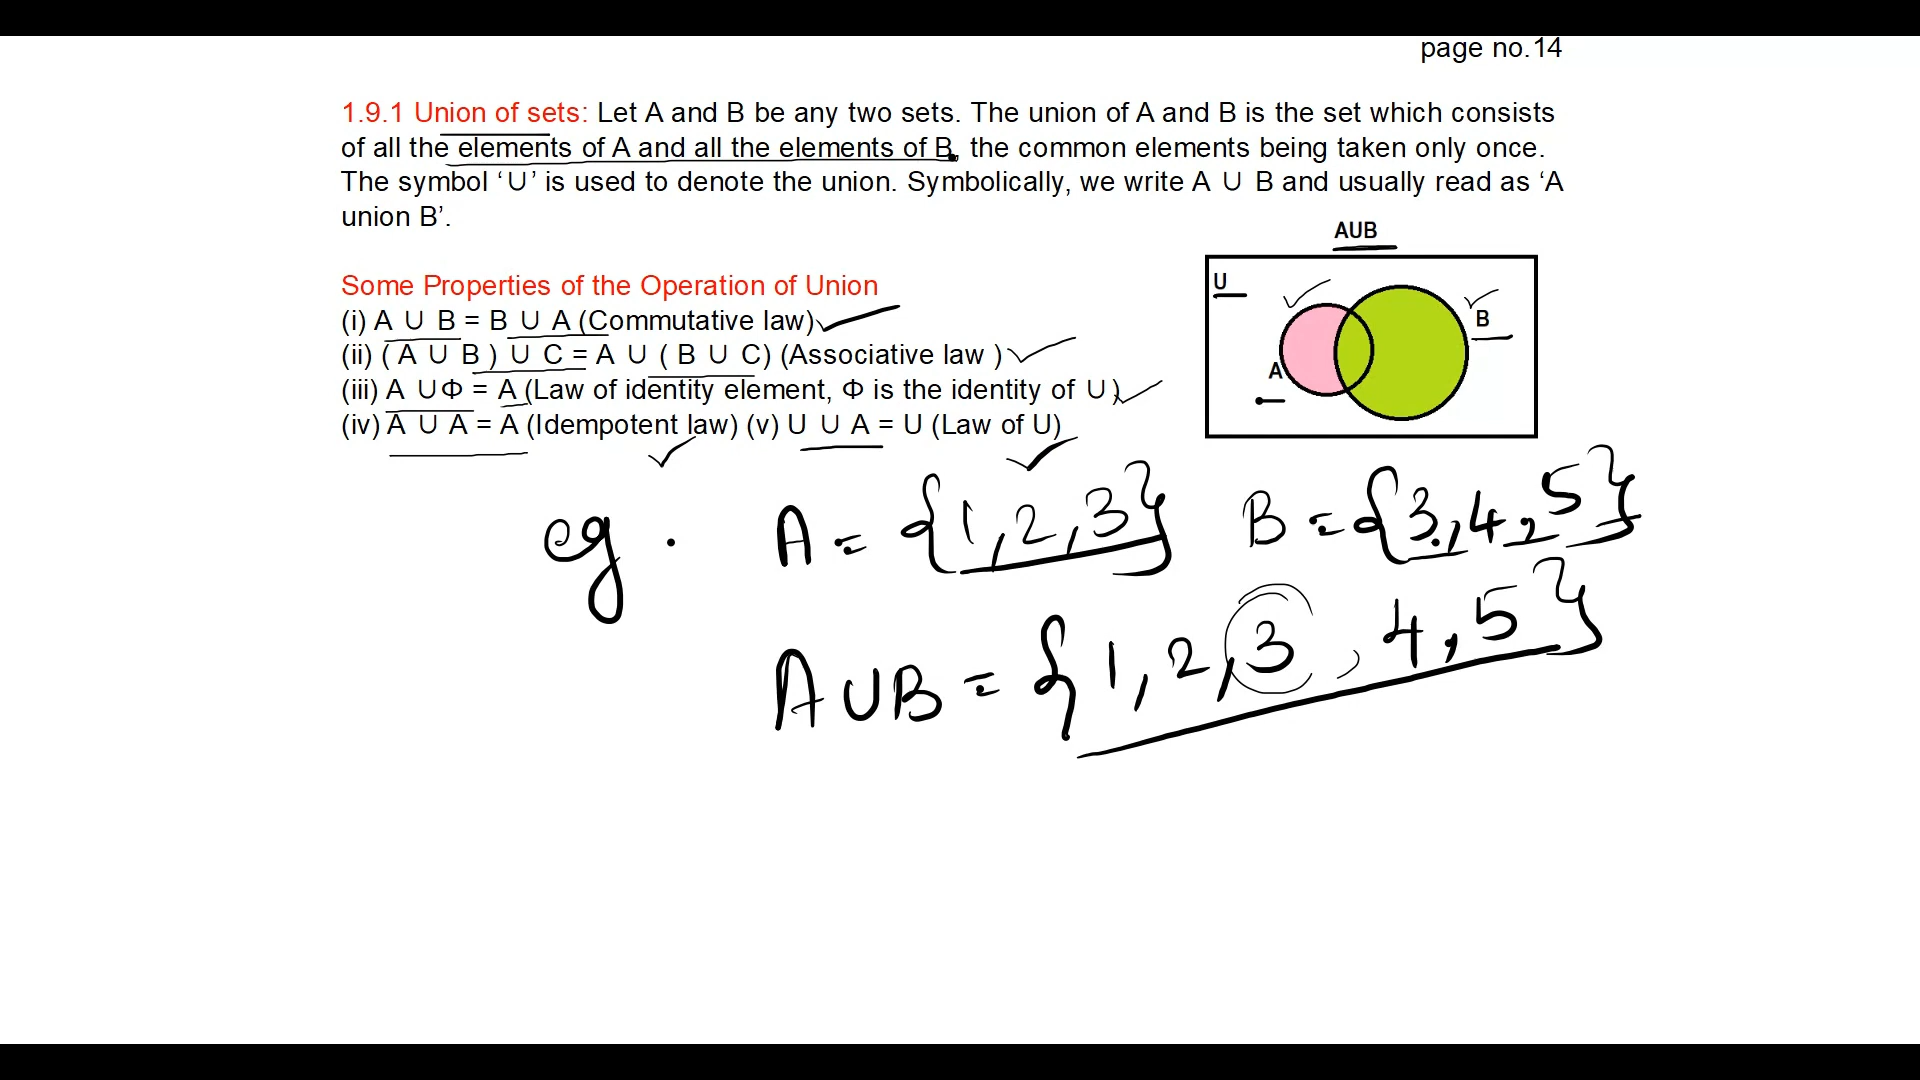 page no.14
1.9.1 Union of sets: Let A and B be any two sets. The union of A and B is the set which consists
of all the elements of A and all the elements of B, the common elements being taken only once.
The symbol ‘∪’ is used to denote the union. Symbolically, we write A ∪ B and usually read as ‘A
union B’.
AUB
U
B
A
Some Properties of the Operation of Union
(i) A ∪ B = B ∪ A (Commutative law)
(ii) ( A ∪ B ) ∪ C = A ∪ ( B ∪ C) (Associative law )
(iii) A ∪Φ = A (Law of identity element, Φ is the identity of ∪)
(iv) A ∪ A = A (Idempotent law) (v) U ∪ A = U (Law of U)
eg . A = {1,2,3} B = {3,4,5}
A∪B = {1,2,3,4,5}